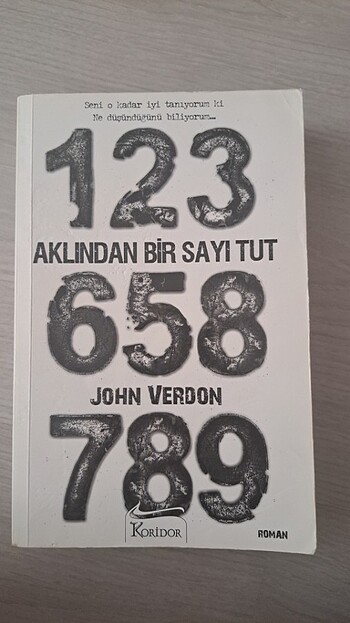 Seni o kadar iyi tanıyorum ki
Ne düşündüğünü biliyorum...
123
AKLINDAN BİR SAYI TUT
658
JOHN VERDON
789
KORİDOR
ROMAN